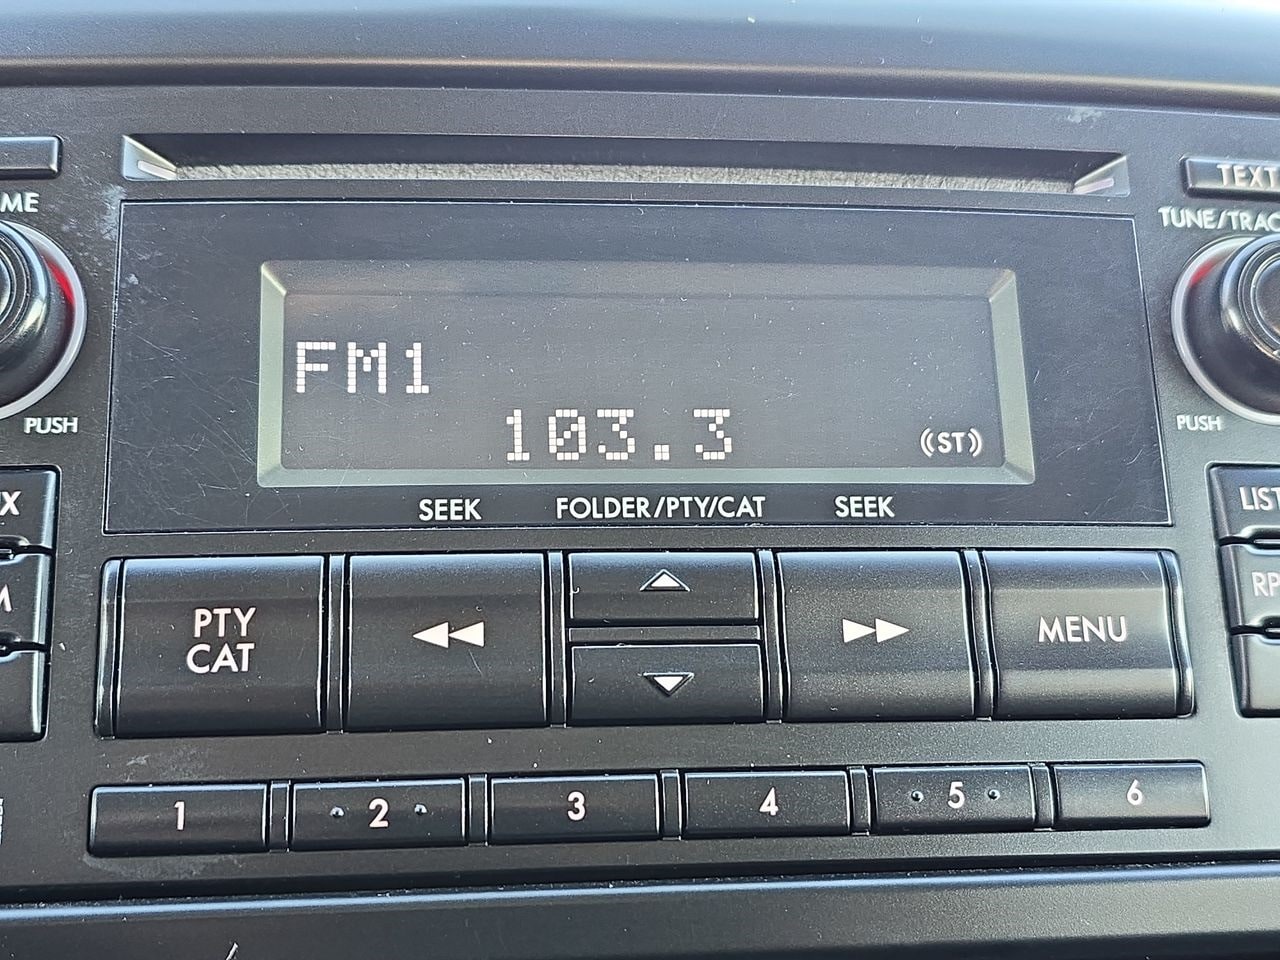 TEXT
TUNE/TRAC
FM1
103.3
((ST))
PUSH
PUSH
SEEK
FOLDER/PTY/CAT
SEEK
LIST
PTY
CAT
MENU
1
2
3
4
5
6